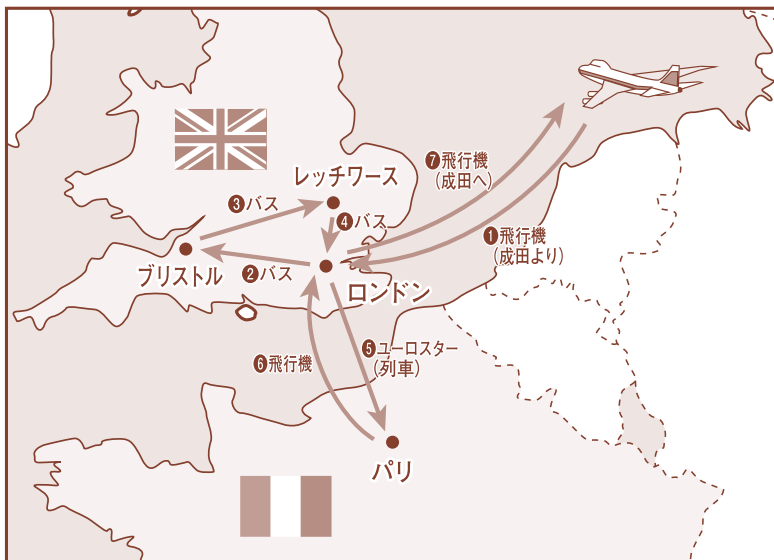 ❼飛行機
(成田へ)
レッチワース
❸バス
❹バス
❶飛行機
(成田より)
ブリストル
❷バス
ロンドン
❺ユーロスター
(列車)
❻飛行機
パリ